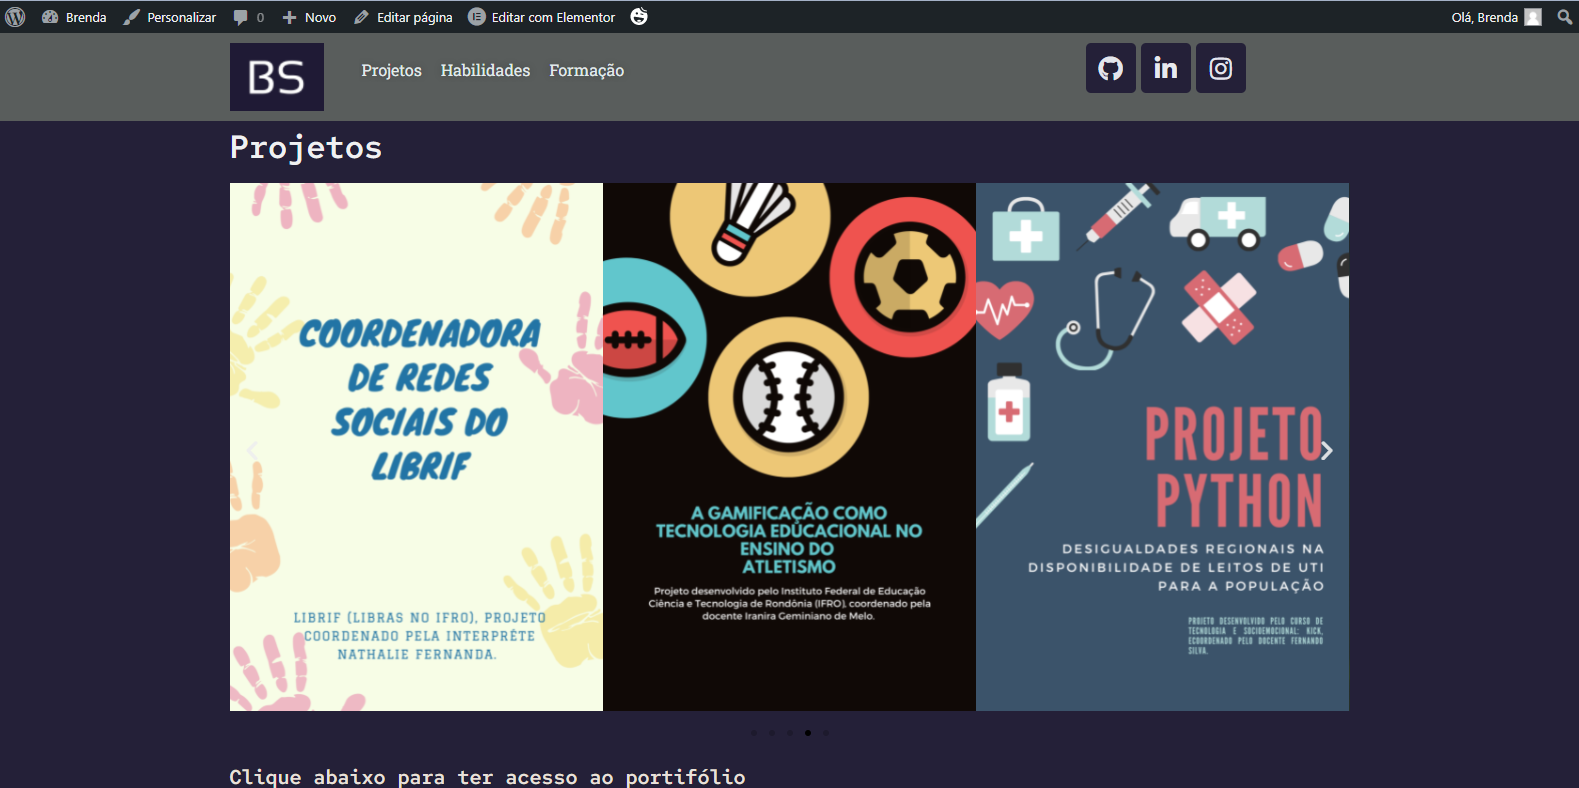 Brenda Personalizar 0 Novo Editar página Editar com Elementor Olá, Brenda
BS Projetos Habilidades Formação in
Projetos
COORDENADORA
DE REDES
SOCIAIS DO
LIBRIF
LIBRIF (LIBRAS NO IFRO), PROJETO
COORDENADO PELA INTERPRÊTE
NATHALIE FERNANDA.
A GAMIFICAÇÃO COMO
TECNOLOGIA EDUCACIONAL NO
ENSINO DO
ATLETISMO
Projeto desenvolvido pelo Instituto Federal de Educação
Ciência e Tecnologia de Rondônia (IFRO), coordenado pela
docente Iranira Geminiano de Melo.
PROJETO
PYTHON
DESIGUALDADES REGIONAIS NA
DISPONIBILIDADE DE LEITOS DE UTI
PARA A POPULAÇÃO
PROJETO DESENVOLVIDO PELO CURSO DE
TECNOLOGIA E SOCIOEMOCIONAL: KICK,
ECOORDENADO PELO DOCENTE FERNANDO
SILVA.
Clique abaixo para ter acesso ao portifólio